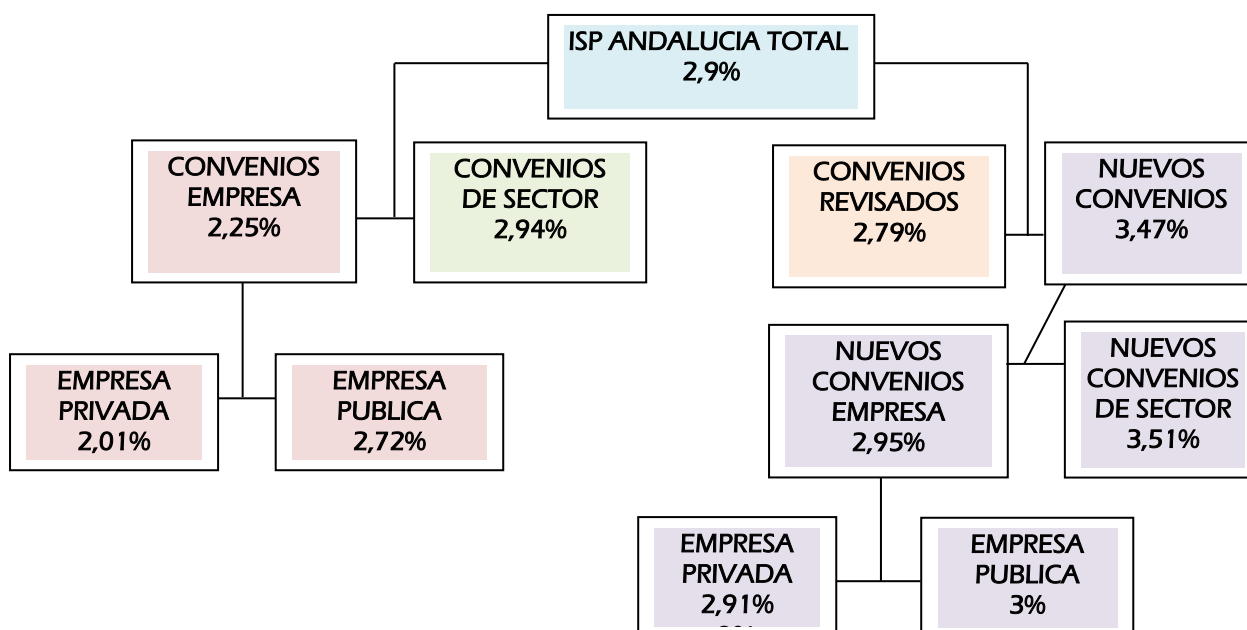 ISP ANDALUCIA TOTAL
2,9%
CONVENIOS
EMPRESA
2,25%
CONVENIOS
DE SECTOR
2,94%
CONVENIOS
REVISADOS
2,79%
NUEVOS
CONVENIOS
3,47%
EMPRESA
PRIVADA
2,01%
EMPRESA
PUBLICA
2,72%
NUEVOS
CONVENIOS
EMPRESA
2,95%
NUEVOS
CONVENIOS
DE SECTOR
3,51%
EMPRESA
PRIVADA
2,91%
EMPRESA
PUBLICA
3%